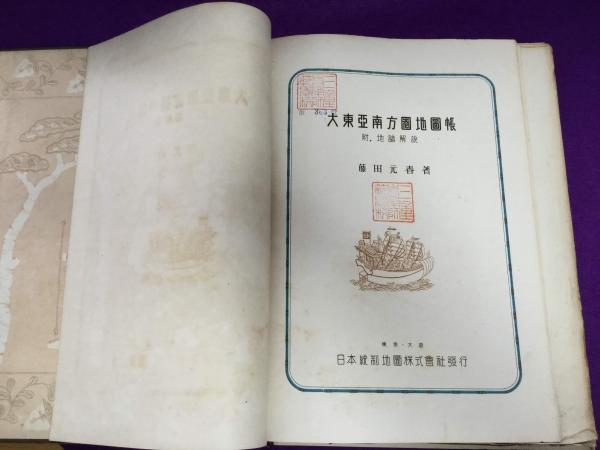 大東亞南方圏地圖帳
附．地誌解説
藤田元春著
東京・大阪
日本統制地圖株式會社發行